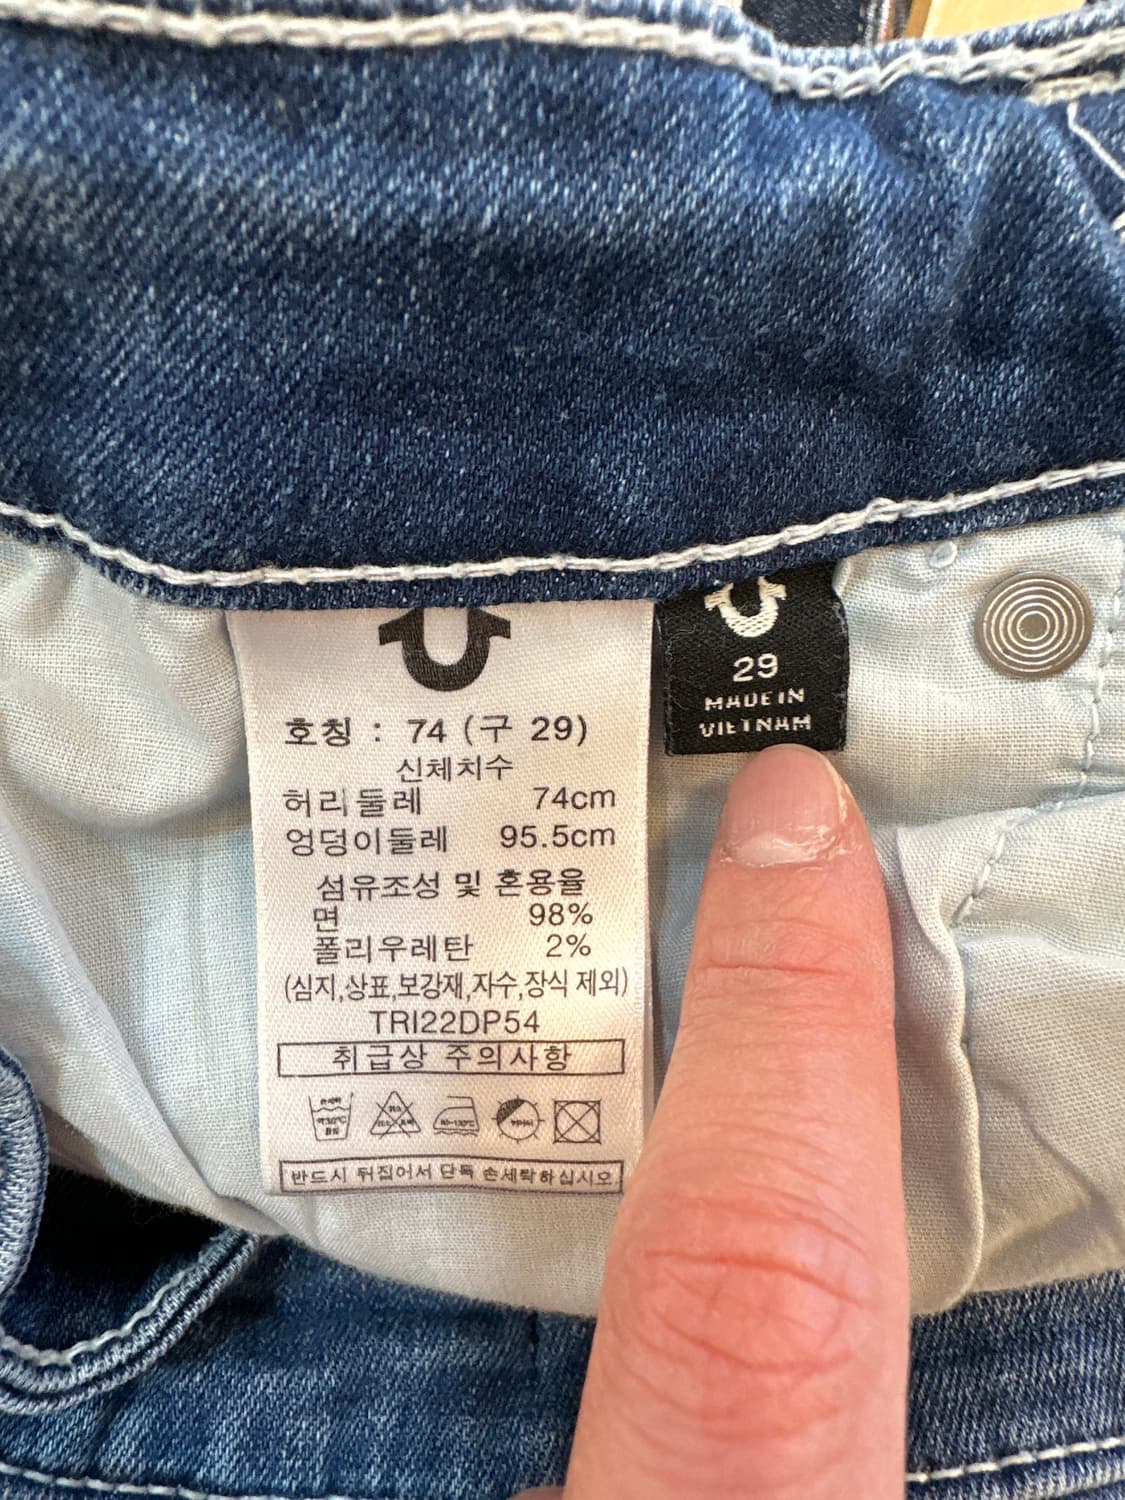 호칭 : 74 (구 29)
신체치수
허리둘레 74cm
엉덩이둘레 95.5cm
섬유조성 및 혼용율
면 98%
폴리우레탄 2%
(심지,상표,보강재,자수,장식 제외)
TRI22DP54
취급상 주의사항
반드시 뒤집어서 단독 손세탁하십시오.
29
MADE IN
VIETNAM